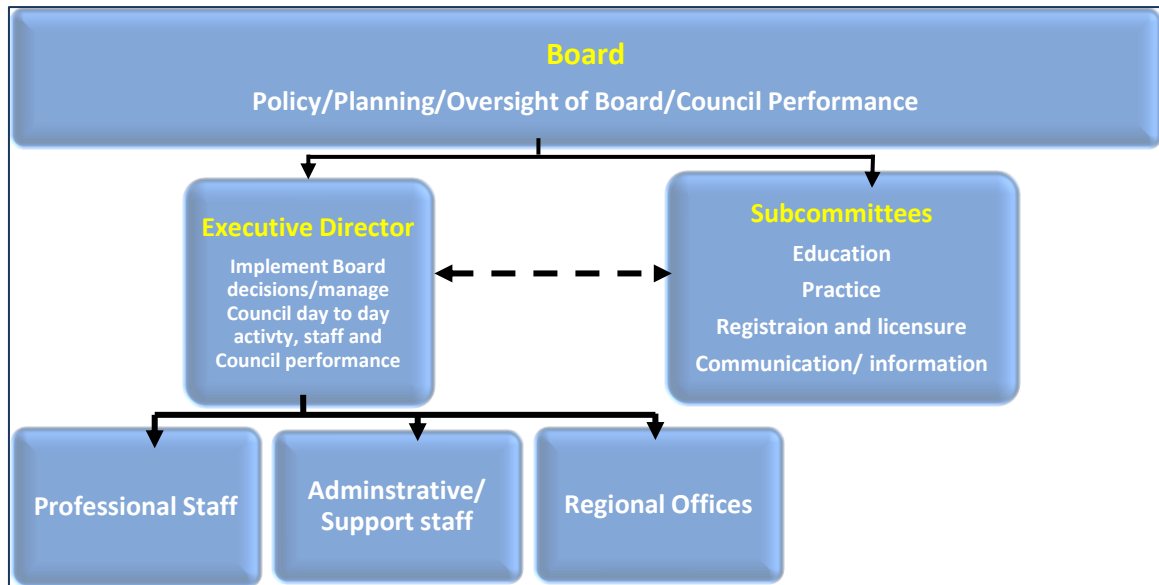 Board
Policy/Planning/Oversight of Board/Council Performance
Executive Director
Implement Board
decisions/manage
Council day to day
activty, staff and
Council performance
Subcommittees
Education
Practice
Registraion and licensure
Communication/ information
Professional Staff
Adminstrative/
Support staff
Regional Offices